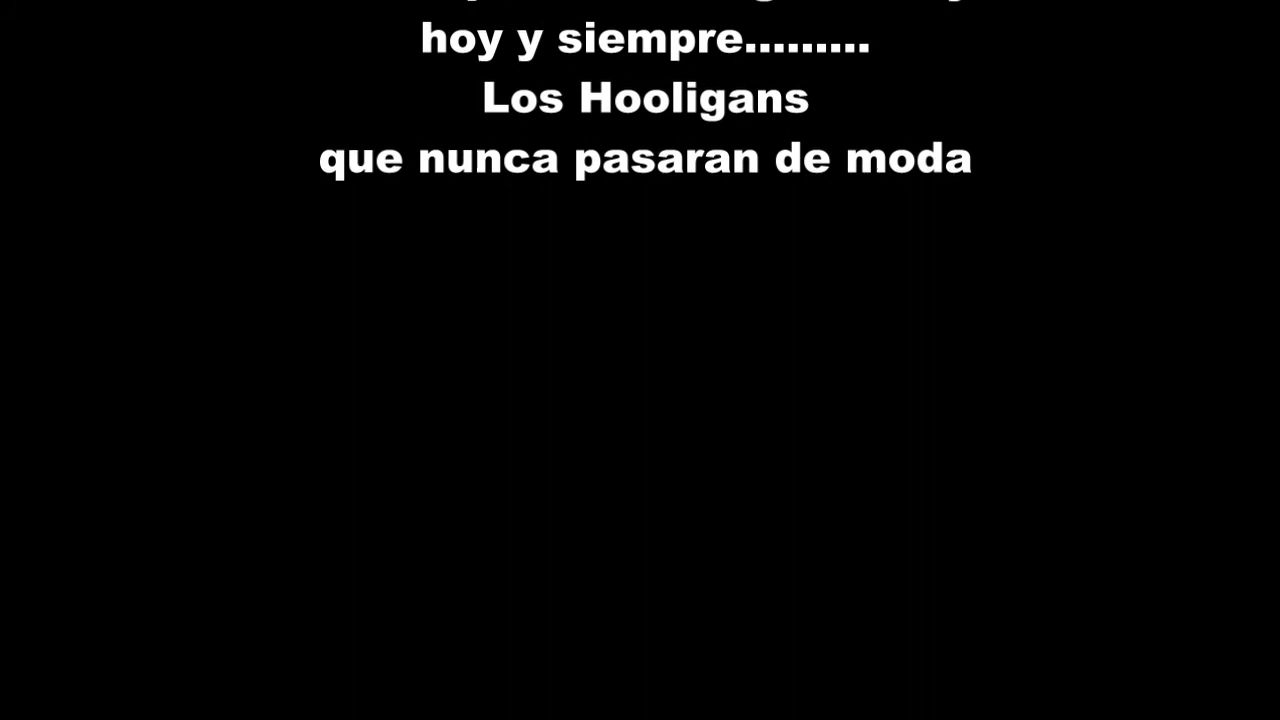 hoy y siempre.........
Los Hooligans
que nunca pasaran de moda